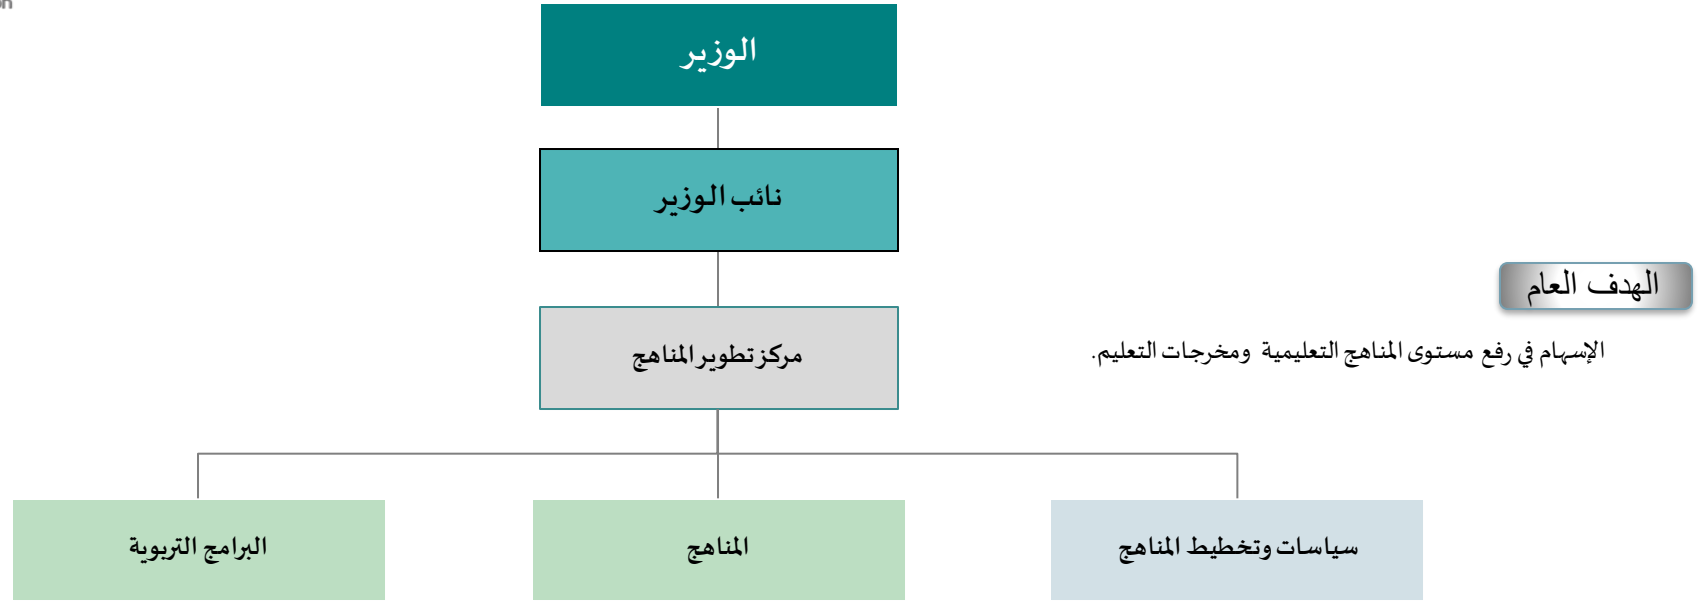 الوزير
نائب الوزير
الهدف العام
مركز تطوير المناهج
الإسهام في رفع مستوى المناهج التعليمية ومخرجات التعليم.
سياسات وتخطيط المناهج
المناهج
البرامج التربوية